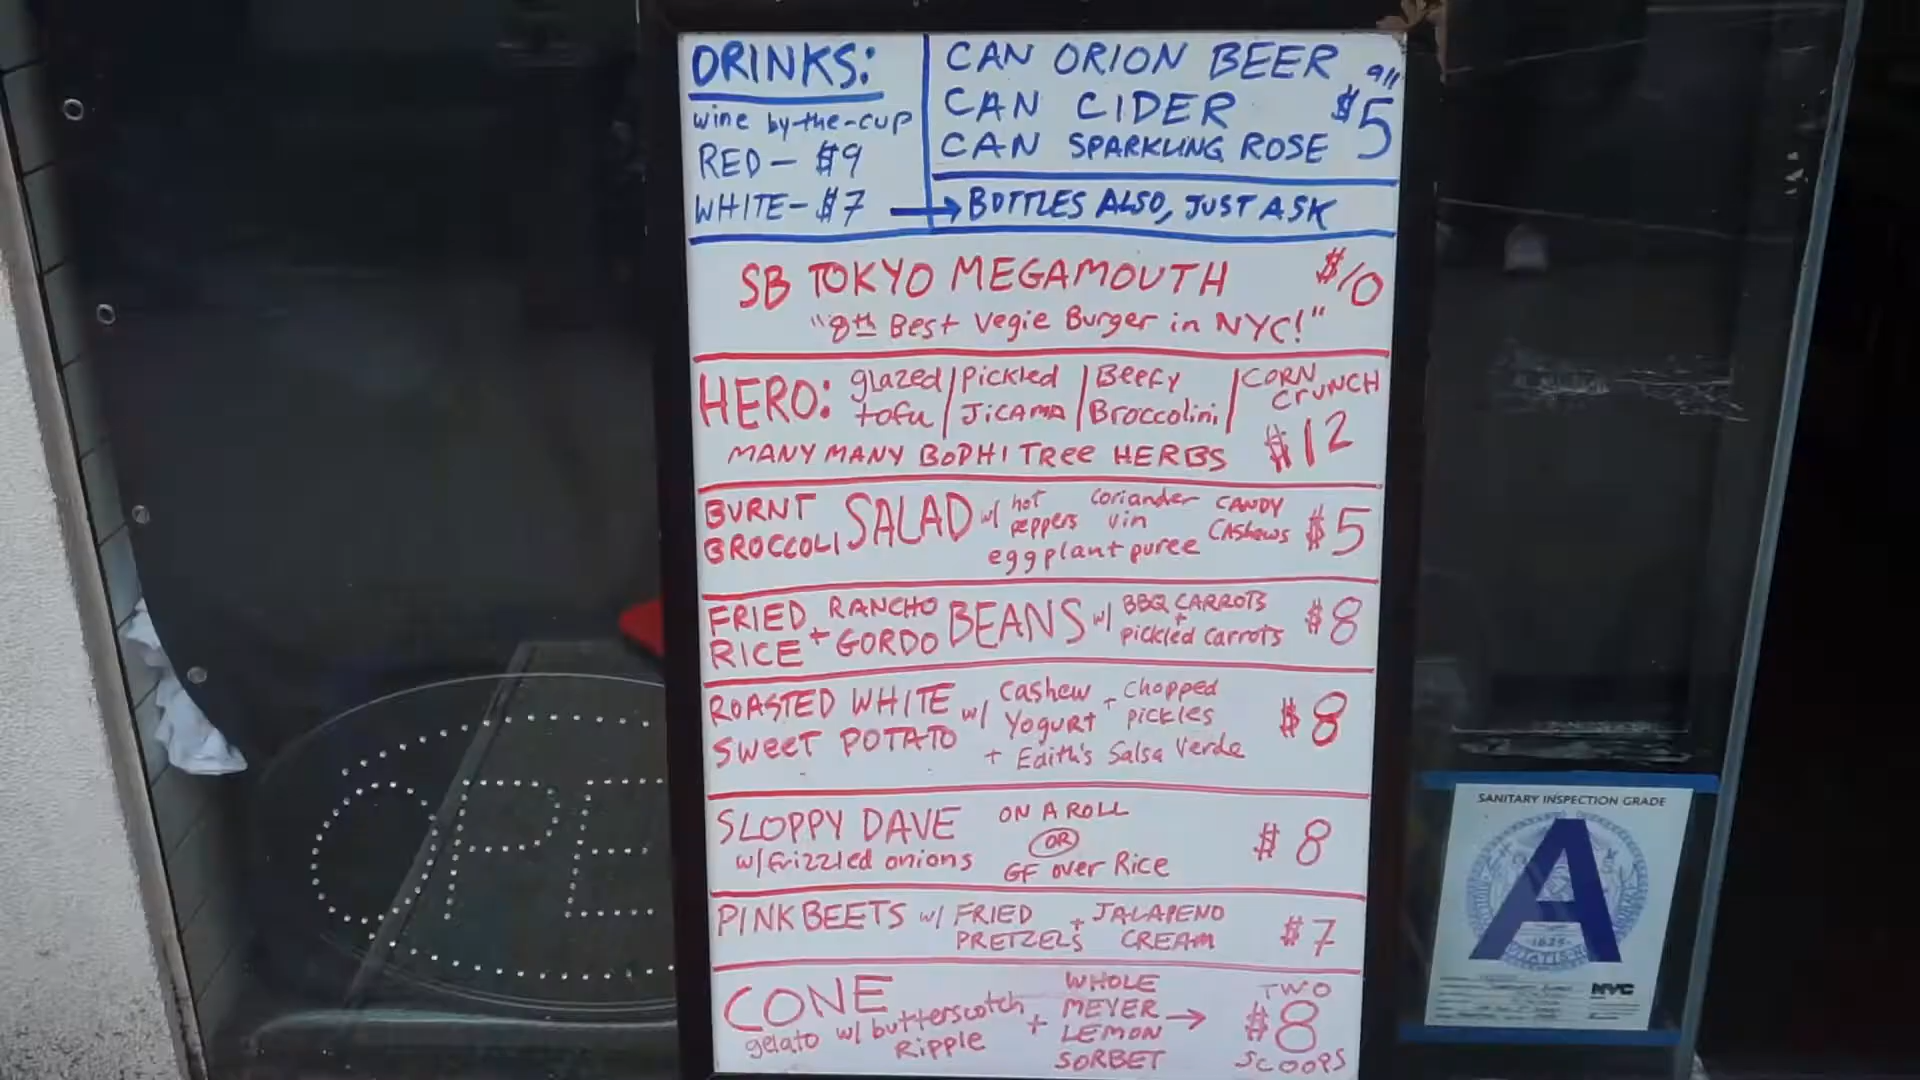 DRINKS:
wine by-the-cup
RED - $9
WHITE - $7 → BOTTLES ALSO, JUST ASK
CAN ORION BEER
CAN CIDER
CAN SPARKLING ROSE
all $5
SB TOKYO MEGAMOUTH $10
"8th Best Vegie Burger in NYC!"
HERO: glazed tofu / Pickled JiCAMA / Beefy Broccolini / CORN CRUNCH
MANY MANY BODHI TREE HERBS $12
BURNT BROCCOLI SALAD w/ hot peppers coriander vin CANDY CASHEWS $5
eggplant puree
FRIED RICE + RANCHO GORDO BEANS w/ BBQ CARROTS + pickled carrots $8
ROASTED WHITE SWEET POTATO w/ Cashew Yogurt + Chopped pickles $8
+ Edith's Salsa Verde
SLOPPY DAVE ON A ROLL
w/ frizzled onions OR $8
GF over Rice
PINK BEETS w/ FRIED PRETZELS + JALAPENO CREAM $7
CONE
gelato w/ butterscotch Ripple + WHOLE MEYER LEMON SORBET → TWO $8 SCOOPS
OPE
SANITARY INSPECTION GRADE
A
1625
NYC